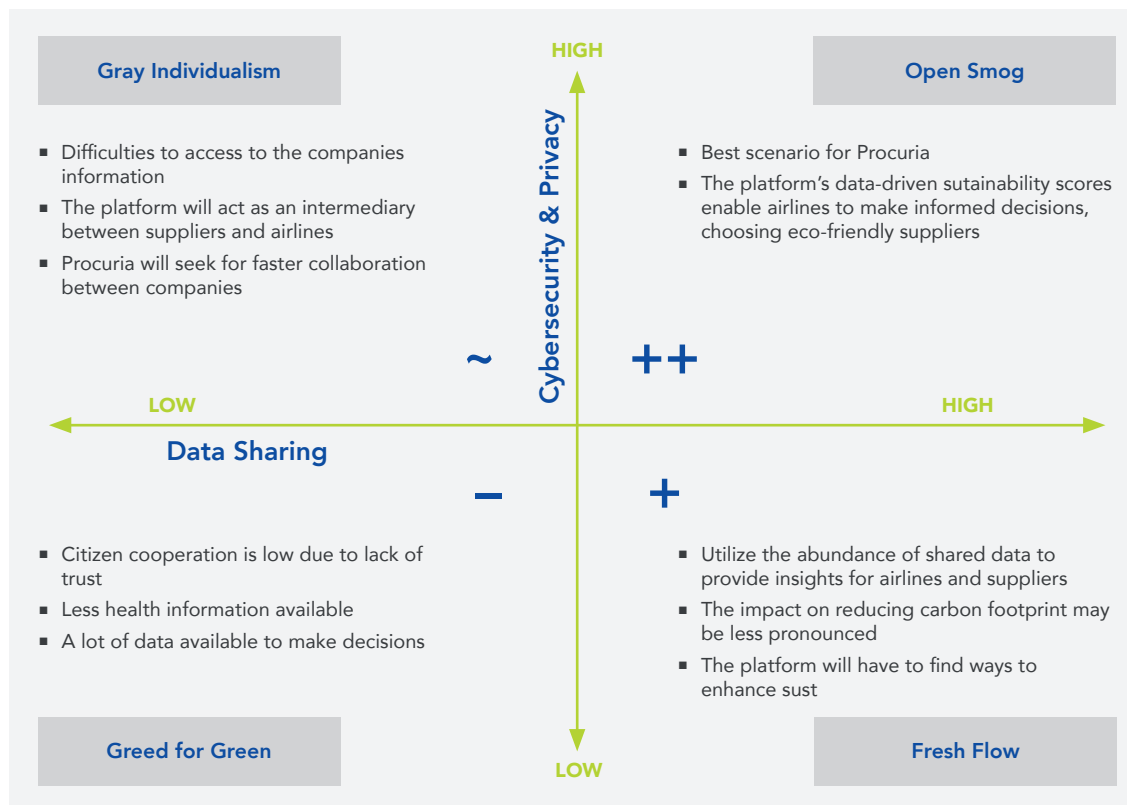 Gray Individualism
■ Difficulties to access to the companies
information
■ The platform will act as an intermediary
between suppliers and airlines
■ Procuria will seek for faster collaboration
between companies
~
HIGH
Cybersecurity & Privacy
Open Smog
■ Best scenario for Procuria
■ The platform's data-driven sutainability scores
enable airlines to make informed decisions,
choosing eco-friendly suppliers
++
LOW
HIGH
Data Sharing
–
■ Citizen cooperation is low due to lack of
trust
■ Less health information available
■ A lot of data available to make decisions
Greed for Green
+
■ Utilize the abundance of shared data to
provide insights for airlines and suppliers
■ The impact on reducing carbon footprint may
be less pronounced
■ The platform will have to find ways to
enhance sust
Fresh Flow
LOW